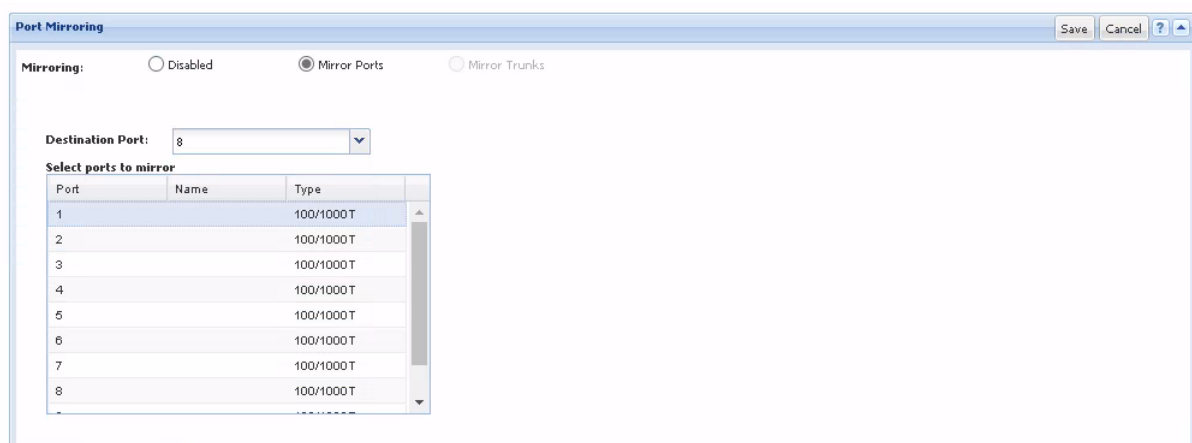 Port Mirroring Save Cancel ?
Mirroring: Disabled Mirror Ports Mirror Trunks
Destination Port: 8
Select ports to mirror
Port Name Type
1 100/1000T
2 100/1000T
3 100/1000T
4 100/1000T
5 100/1000T
6 100/1000T
7 100/1000T
8 100/1000T